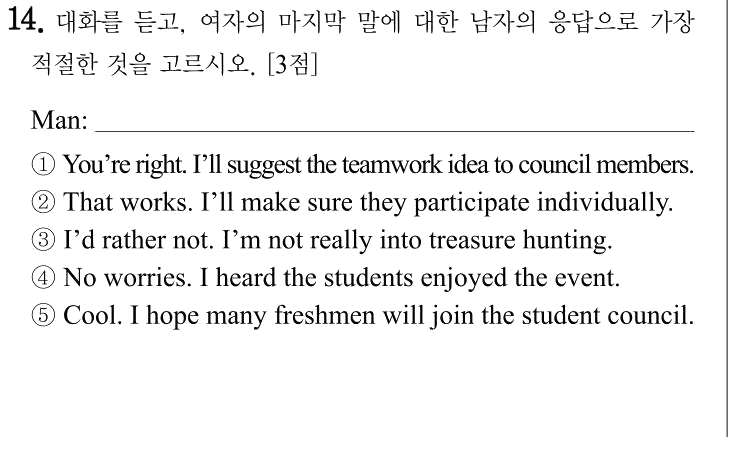 14. 대화를 듣고, 여자의 마지막 말에 대한 남자의 응답으로 가장
적절한 것을 고르시오. [3점]
Man: ______________________________
① You’re right. I’ll suggest the teamwork idea to council members.
② That works. I’ll make sure they participate individually.
③ I’d rather not. I’m not really into treasure hunting.
④ No worries. I heard the students enjoyed the event.
⑤ Cool. I hope many freshmen will join the student council.